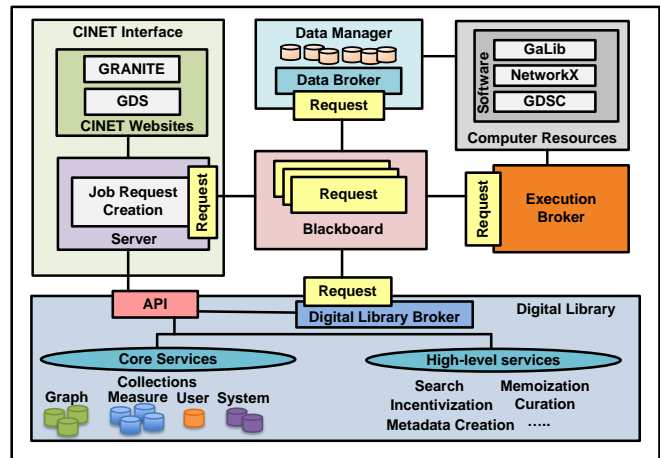 CINET Interface
GRANITE
GDS
CINET Websites
Job Request
Creation
Server
Request
Data Manager
Data Broker
Request
Software
GaLib
NetworkX
GDSC
Computer Resources
Request
Blackboard
Request
Execution
Broker
API
Request
Digital Library Broker
Digital Library
Core Services
Collections
Graph Measure User System
High-level services
Search Memoization
Incentivization Curation
Metadata Creation …..